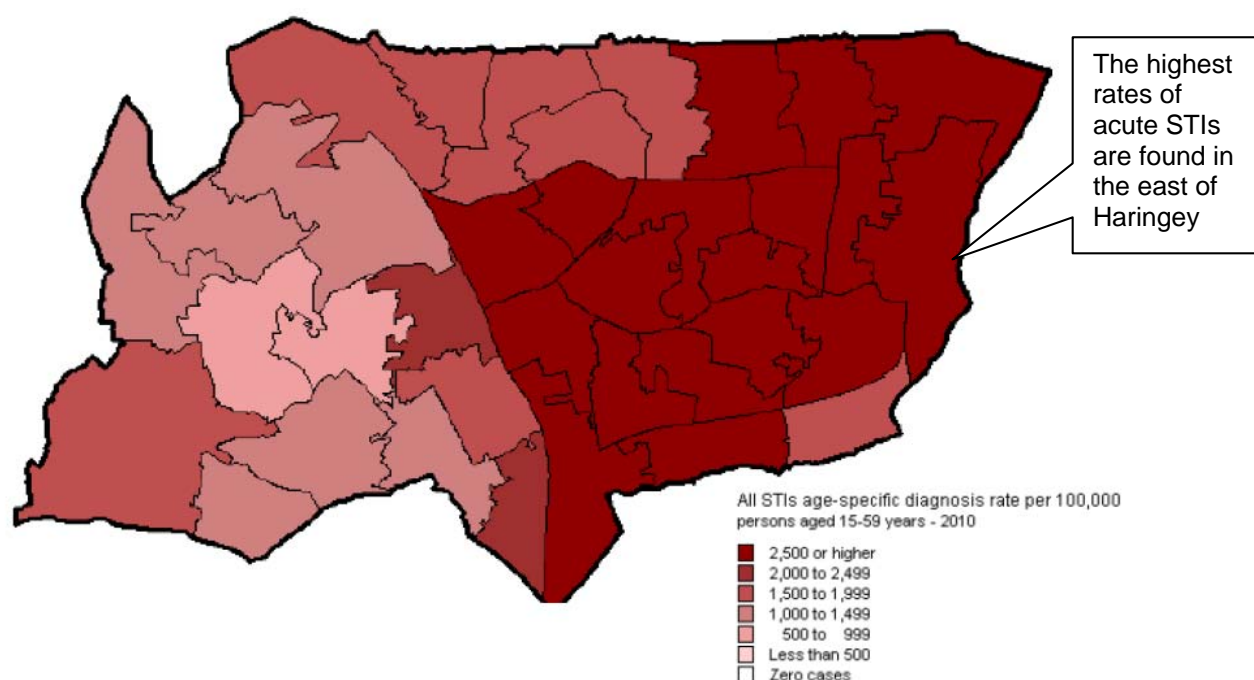 The highest
rates of
acute STIs
are found in
the east of
Haringey
All STIs age-specific diagnosis rate per 100,000
persons aged 15-59 years - 2010
2,500 or higher
2,000 to 2,499
1,500 to 1,999
1,000 to 1,499
500 to 999
Less than 500
Zero cases